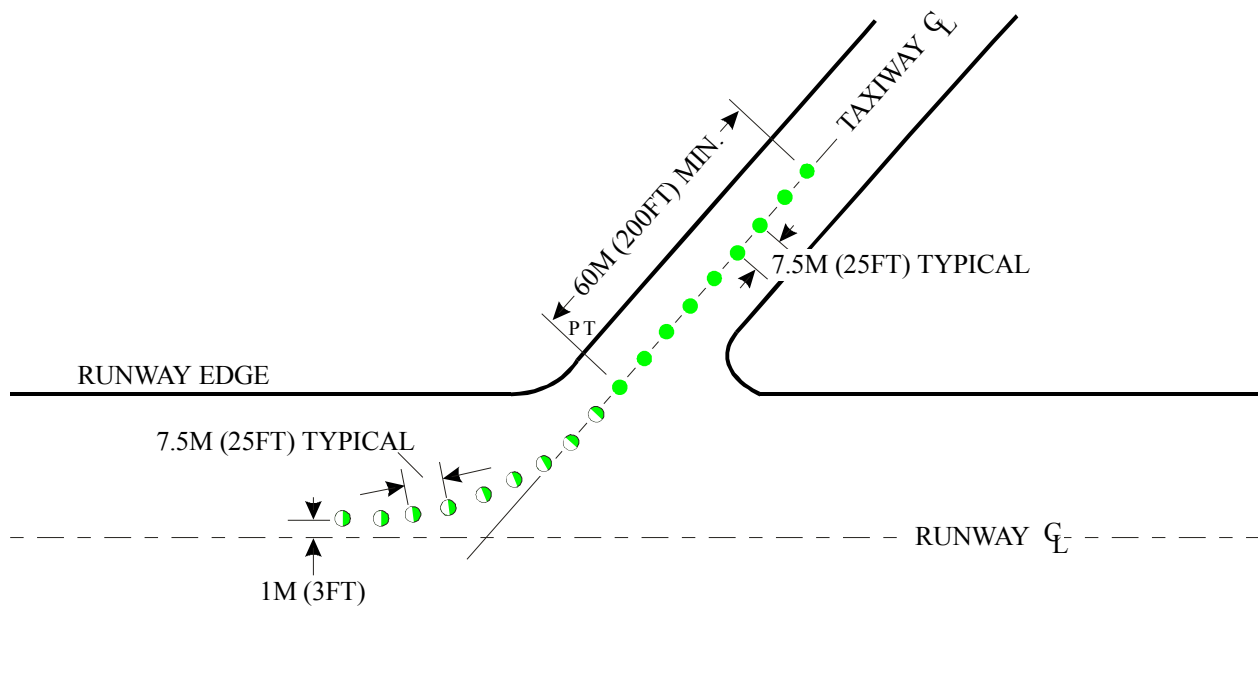 TAXIWAY ℄
60M (200FT) MIN.
7.5M (25FT) TYPICAL
PT
RUNWAY EDGE
7.5M (25FT) TYPICAL
RUNWAY ℄
1M (3FT)